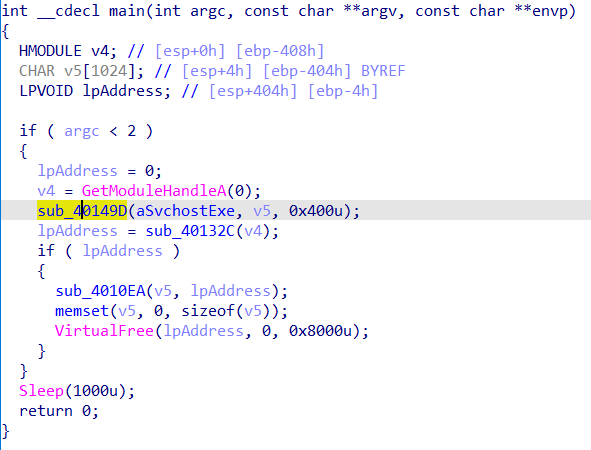 int __cdecl main(int argc, const char **argv, const char **envp)
{
HMODULE v4; // [esp+0h] [ebp-408h]
CHAR v5[1024]; // [esp+4h] [ebp-404h] BYREF
LPVOID lpAddress; // [esp+404h] [ebp-4h]
if ( argc < 2 )
{
lpAddress = 0;
v4 = GetModuleHandleA(0);
sub_40149D(aSvchostExe, v5, 0x400u);
lpAddress = sub_40132C(v4);
if ( lpAddress )
{
sub_4010EA(v5, lpAddress);
memset(v5, 0, sizeof(v5));
VirtualFree(lpAddress, 0, 0x8000u);
}
}
Sleep(1000u);
return 0;
}